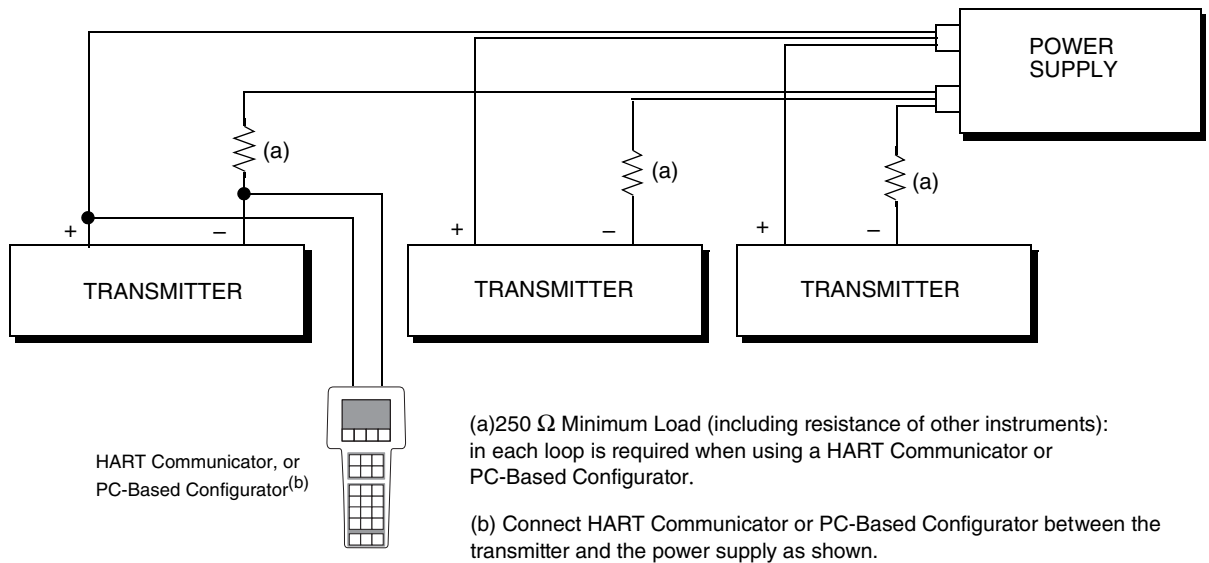 POWER
SUPPLY
(a)
(a)
(a)
+
–
+
–
+
–
TRANSMITTER
TRANSMITTER
TRANSMITTER
HART Communicator, or
PC-Based Configurator(b)
(a)250 Ω Minimum Load (including resistance of other instruments):
in each loop is required when using a HART Communicator or
PC-Based Configurator.
(b) Connect HART Communicator or PC-Based Configurator between the
transmitter and the power supply as shown.